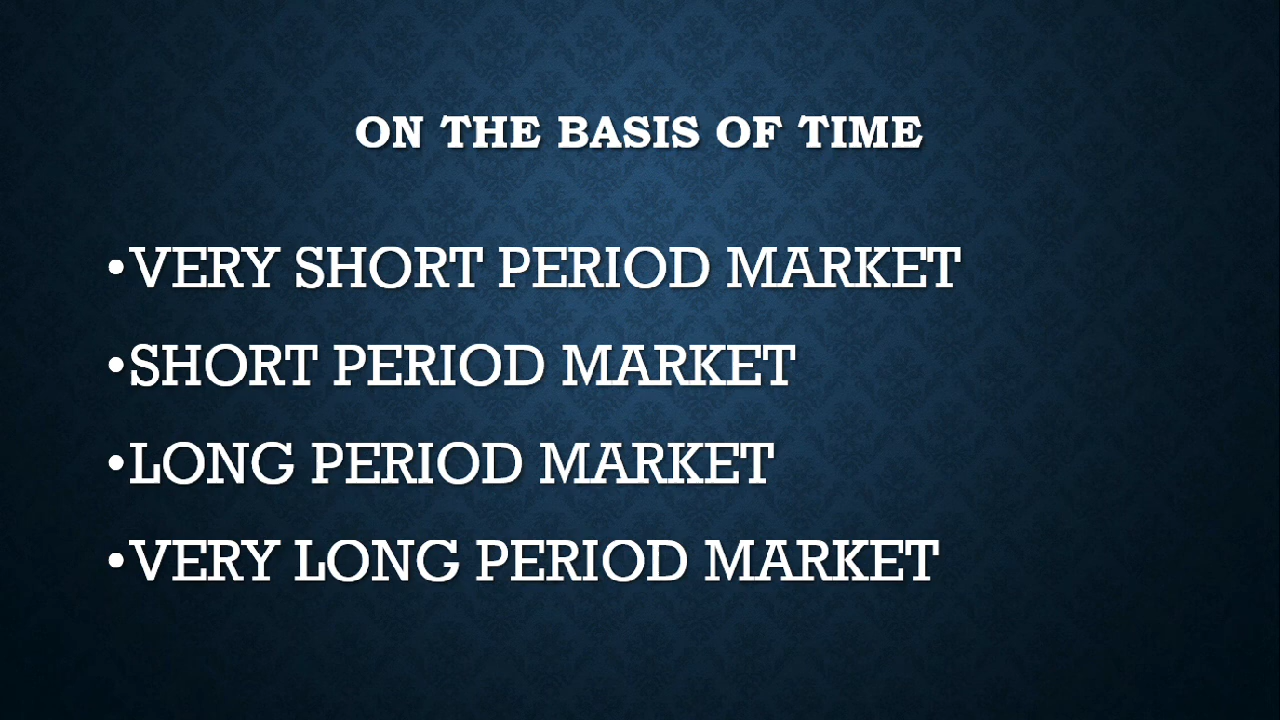 ON THE BASIS OF TIME
•VERY SHORT PERIOD MARKET
•SHORT PERIOD MARKET
•LONG PERIOD MARKET
•VERY LONG PERIOD MARKET